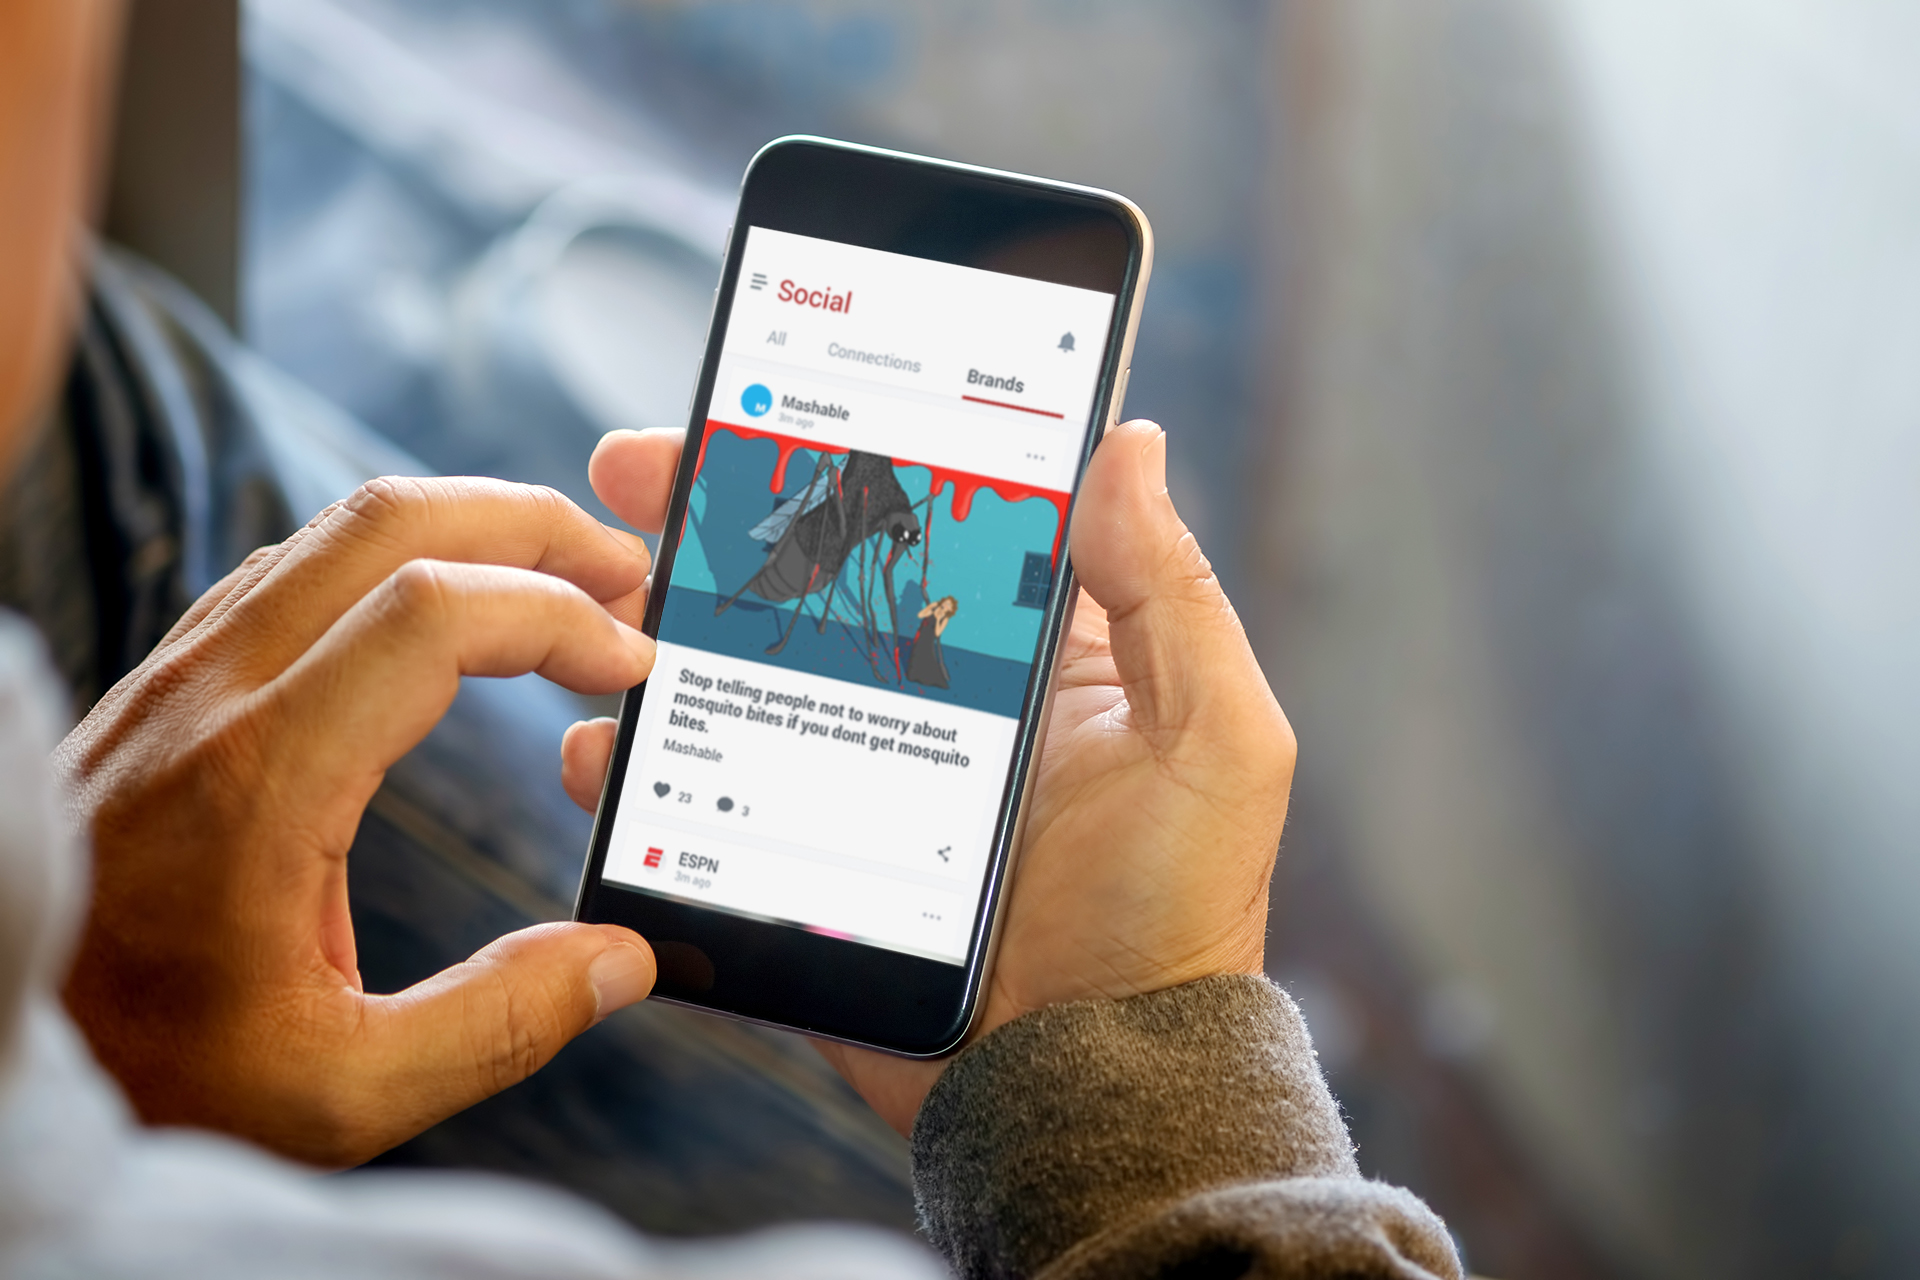 Social
All Connections Brands
M
Mashable
3m ago
Stop telling people not to worry about
mosquito bites if you dont get mosquito
bites.
Mashable
23 3
ESPN
3m ago